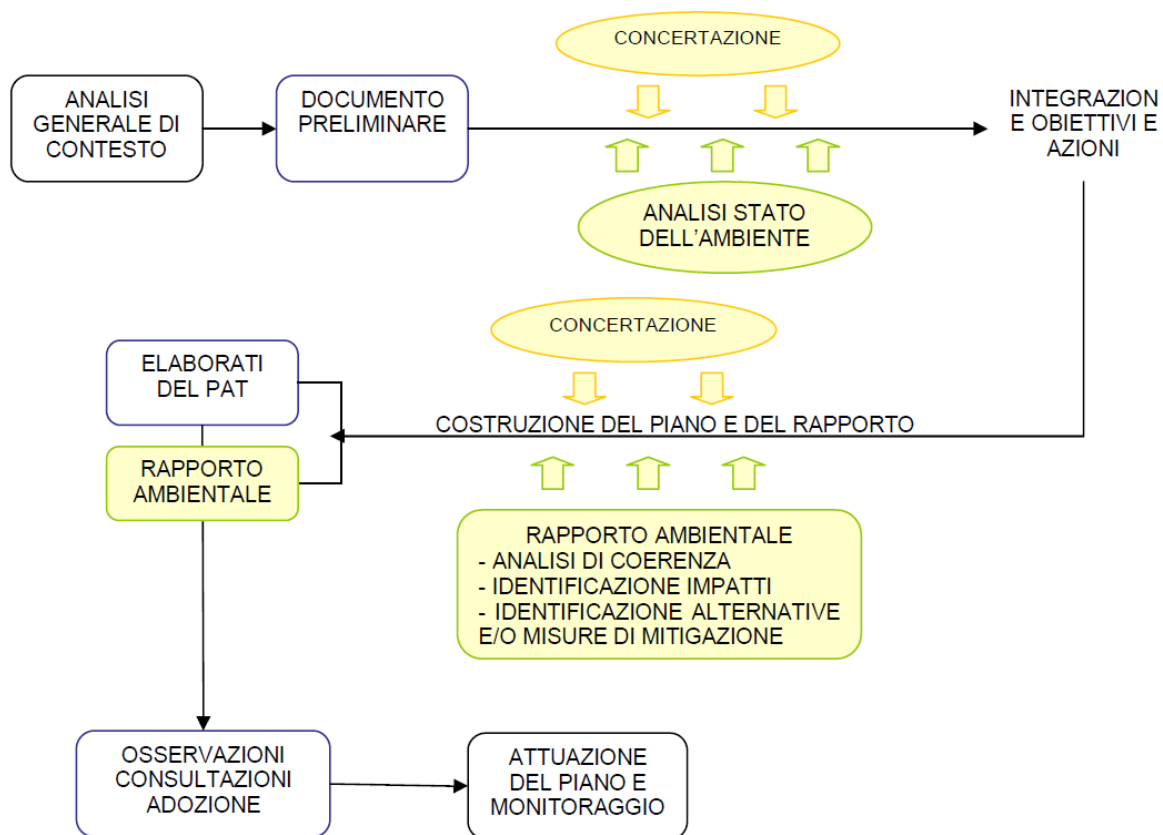 CONCERTAZIONE
ANALISI
GENERALE DI
CONTESTO
DOCUMENTO
PRELIMINARE
INTEGRAZION
E OBIETTIVI E
AZIONI
ANALISI STATO
DELL'AMBIENTE
CONCERTAZIONE
ELABORATI
DEL PAT
COSTRUZIONE DEL PIANO E DEL RAPPORTO
RAPPORTO
AMBIENTALE
RAPPORTO AMBIENTALE
- ANALISI DI COERENZA
- IDENTIFICAZIONE IMPATTI
- IDENTIFICAZIONE ALTERNATIVE
E/O MISURE DI MITIGAZIONE
OSSERVAZIONI
CONSULTAZIONI
ADOZIONE
ATTUAZIONE
DEL PIANO E
MONITORAGGIO